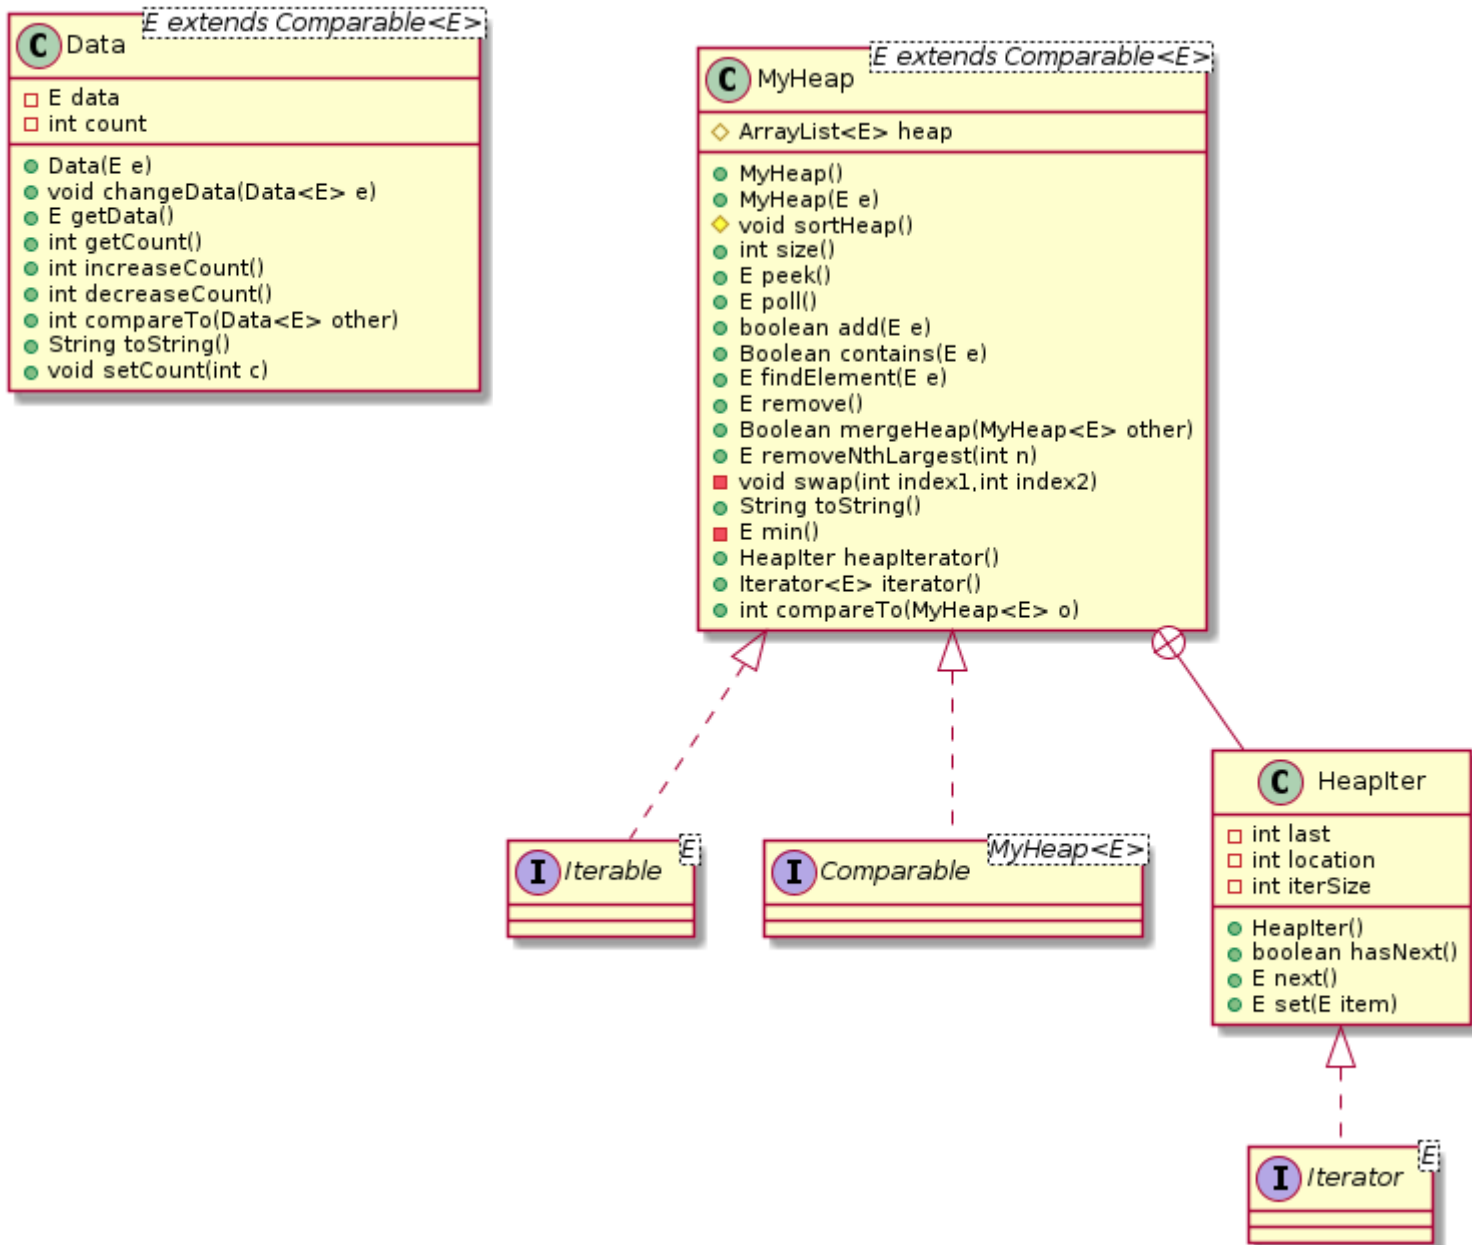 E extends Comparable<E>
C Data
E data
int count
Data(E e)
void changeData(Data<E> e)
E getData()
int getCount()
int increaseCount()
int decreaseCount()
int compareTo(Data<E> other)
String toString()
void setCount(int c)
E extends Comparable<E>
C MyHeap
ArrayList<E> heap
MyHeap()
MyHeap(E e)
void sortHeap()
int size()
E peek()
E poll()
boolean add(E e)
Boolean contains(E e)
E findElement(E e)
E remove()
Boolean mergeHeap(MyHeap<E> other)
E removeNthLargest(int n)
void swap(int index1,int index2)
String toString()
E min()
HeapIter heapIterator()
Iterator<E> iterator()
int compareTo(MyHeap<E> o)
E
I Iterable
MyHeap<E>
I Comparable
C HeapIter
int last
int location
int iterSize
HeapIter()
boolean hasNext()
E next()
E set(E item)
E
I Iterator